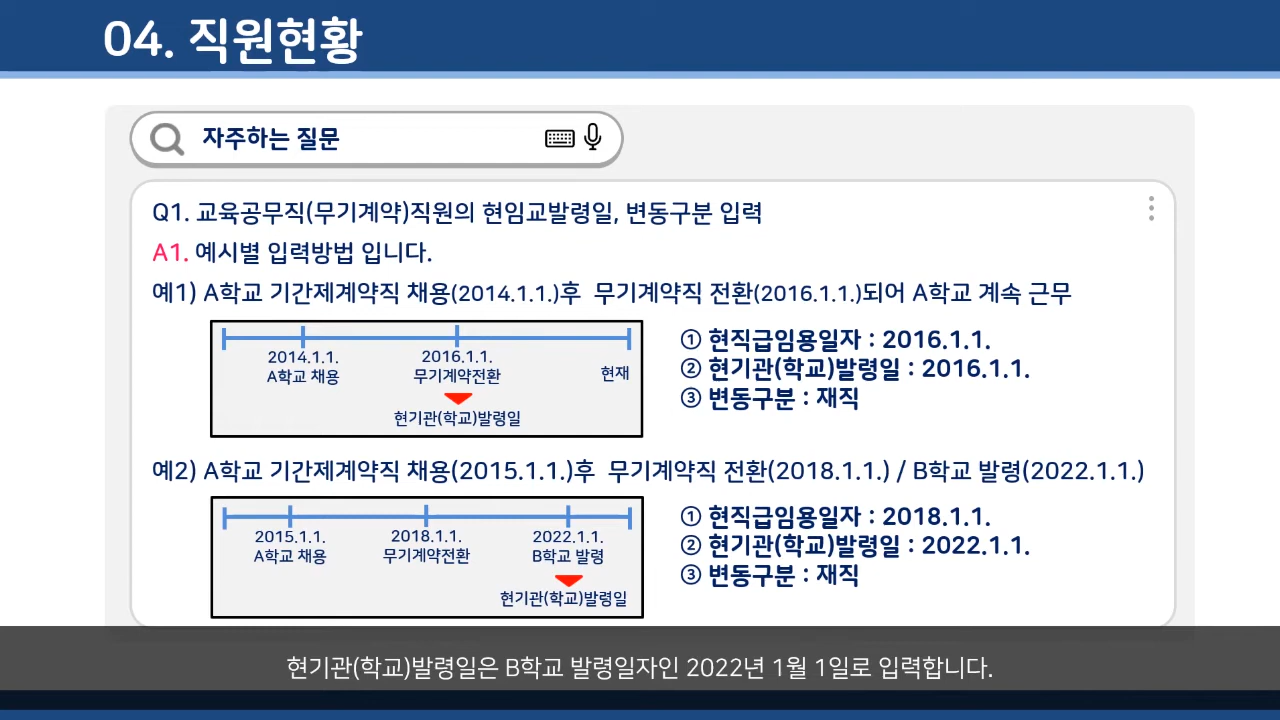 04. 직원현황
자주하는 질문
Q1. 교육공무직(무기계약)직원의 현임교발령일, 변동구분 입력
A1. 예시별 입력방법 입니다.
예1) A학교 기간제계약직 채용(2014.1.1.)후 무기계약직 전환(2016.1.1.)되어 A학교 계속 근무
2014.1.1.
A학교 채용
2016.1.1.
무기계약전환
현재
현기관(학교)발령일
① 현직급임용일자 : 2016.1.1.
② 현기관(학교)발령일 : 2016.1.1.
③ 변동구분 : 재직
예2) A학교 기간제계약직 채용(2015.1.1.)후 무기계약직 전환(2018.1.1.) / B학교 발령(2022.1.1.)
2015.1.1.
A학교 채용
2018.1.1.
무기계약전환
2022.1.1.
B학교 발령
현기관(학교)발령일
① 현직급임용일자 : 2018.1.1.
② 현기관(학교)발령일 : 2022.1.1.
③ 변동구분 : 재직
현기관(학교)발령일은 B학교 발령일자인 2022년 1월 1일로 입력합니다.